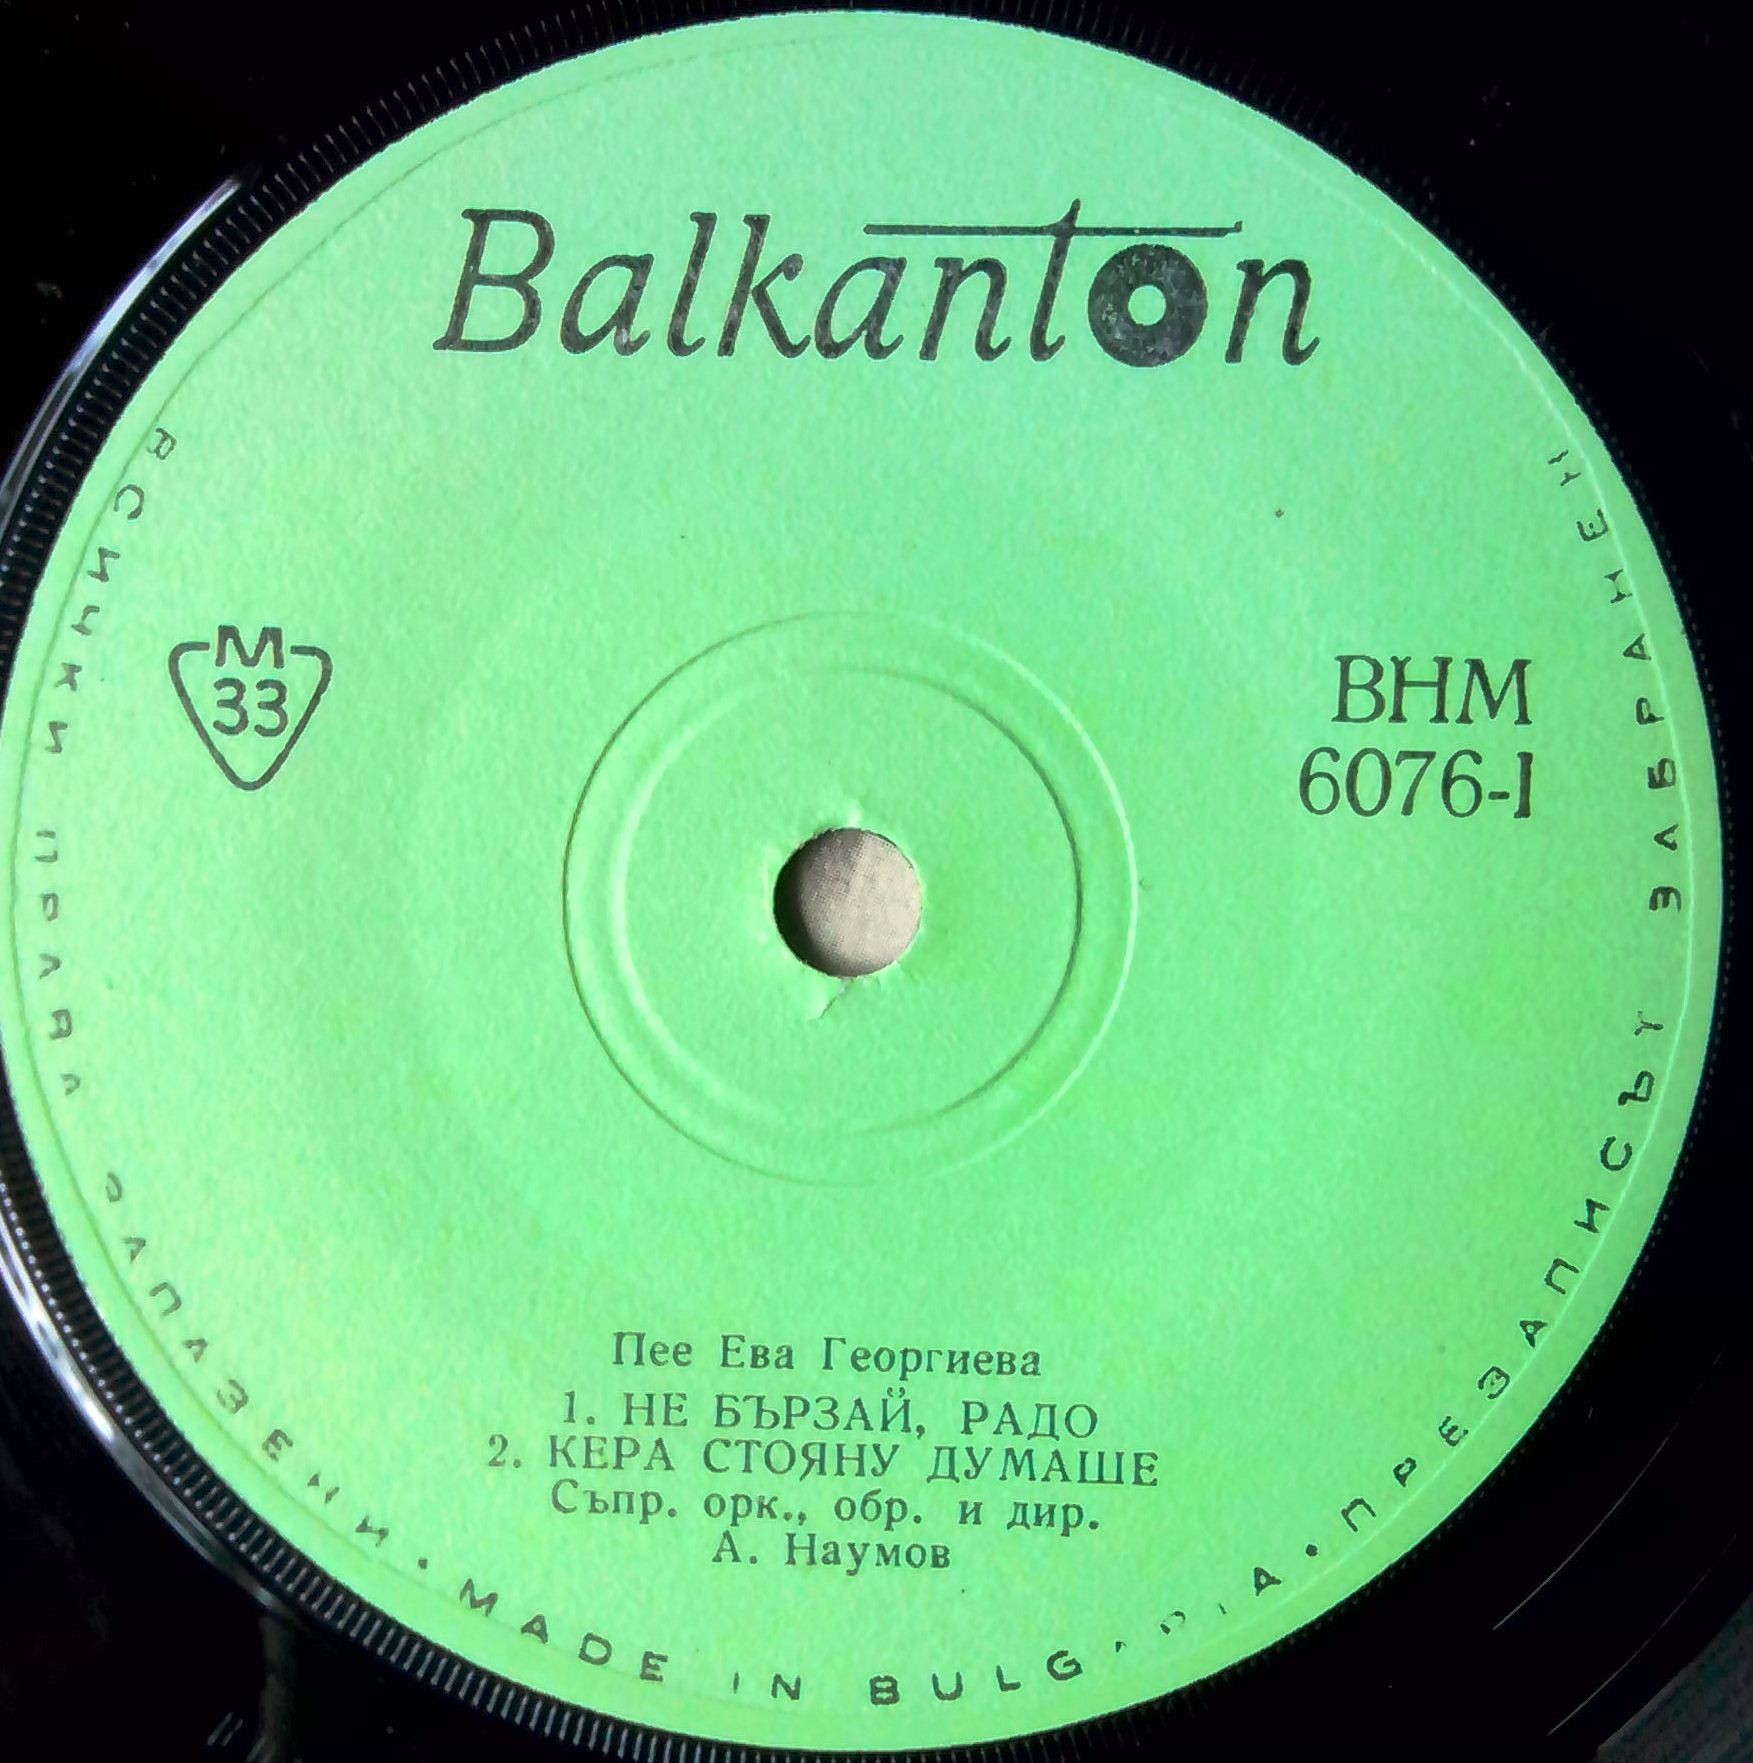 Balkanton
М
33
ВНМ
6076-I
Пее Ева Георгиева
1. НЕ БЪРЗАЙ, РАДО
2. КЕРА СТОЯНУ ДУМАШЕ
Съпр. орк., обр. и дир.
А. Наумов
ВСИЧКИ ПРАВА ЗАПАЗЕНИ • MADE IN BULGARIA • ПРЕЗАПИСЪТ ЗАБРАНЕН